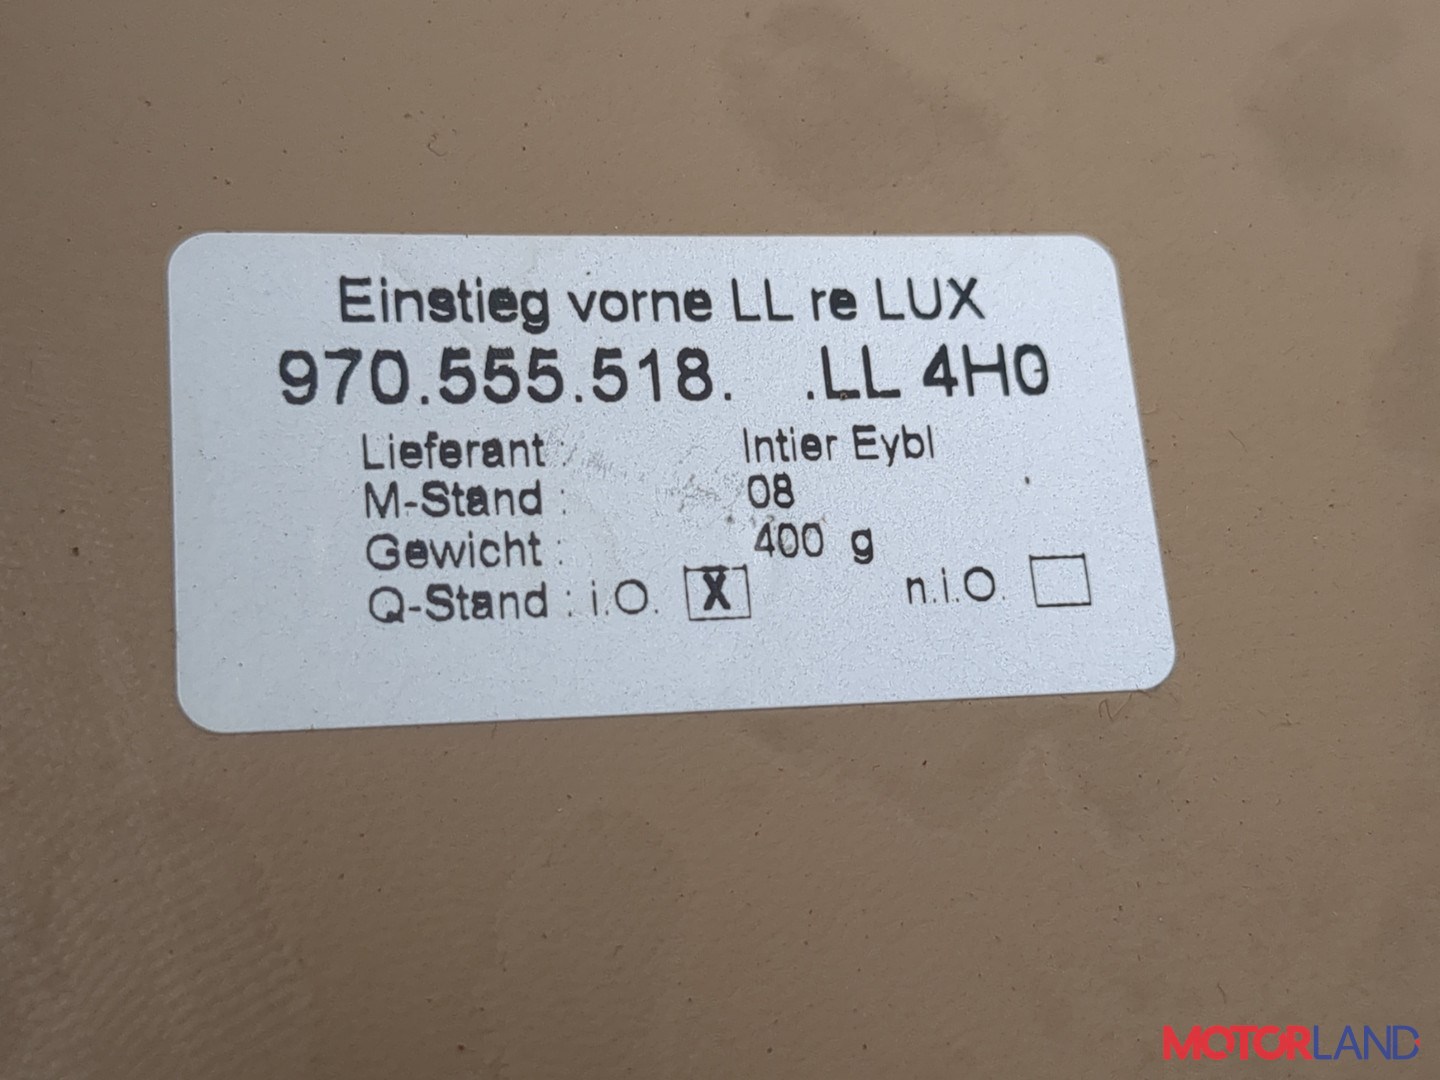 Einstieg vorne LL re LUX
970.555.518. .LL 4H0
Lieferant : Intier Eybl
M-Stand : 08
Gewicht : 400 g
Q-Stand : i.O. X n.i.O.
MOTORLAND